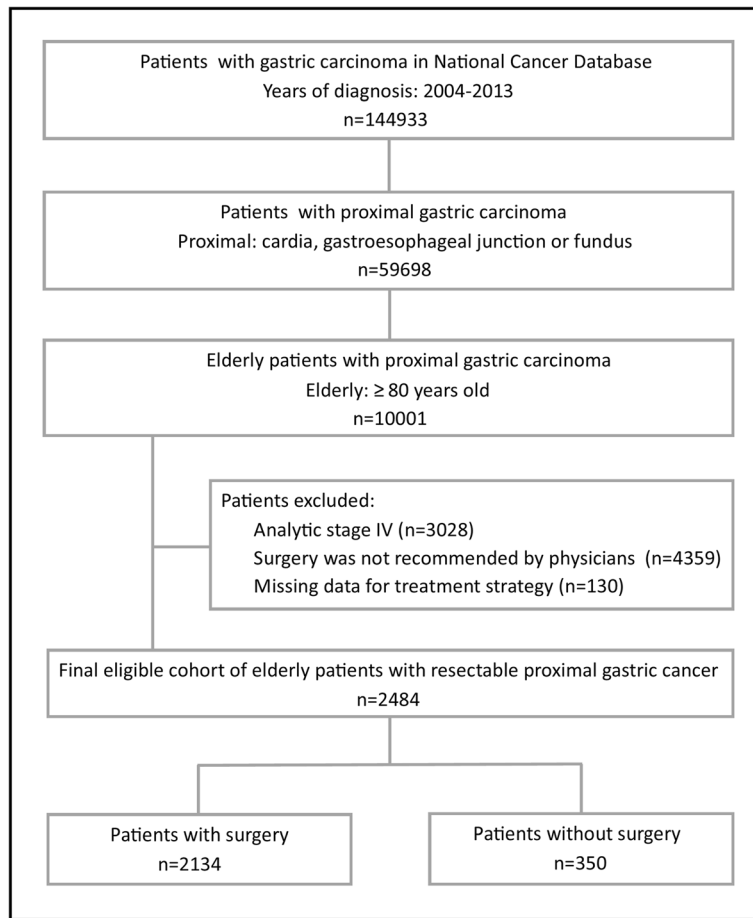 Patients with gastric carcinoma in National Cancer Database
Years of diagnosis: 2004-2013
n=144933
Patients with proximal gastric carcinoma
Proximal: cardia, gastroesophageal junction or fundus
n=59698
Elderly patients with proximal gastric carcinoma
Elderly: ≥ 80 years old
n=10001
Patients excluded:
Analytic stage IV (n=3028)
Surgery was not recommended by physicians (n=4359)
Missing data for treatment strategy (n=130)
Final eligible cohort of elderly patients with resectable proximal gastric cancer
n=2484
Patients with surgery
n=2134
Patients without surgery
n=350